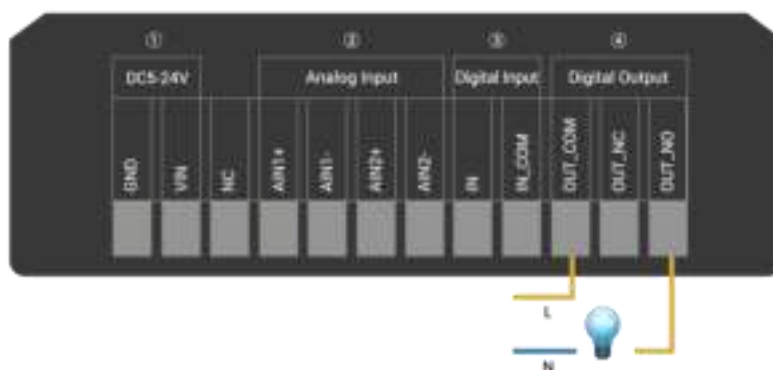 ① ② ③ ④
DC5-24V Analog Input Digital Input Digital Output
GND VIN NC AIN1+ AIN1- AIN2+ AIN2- IN IN_COM OUT_COM OUT_NC OUT_NO
L
N